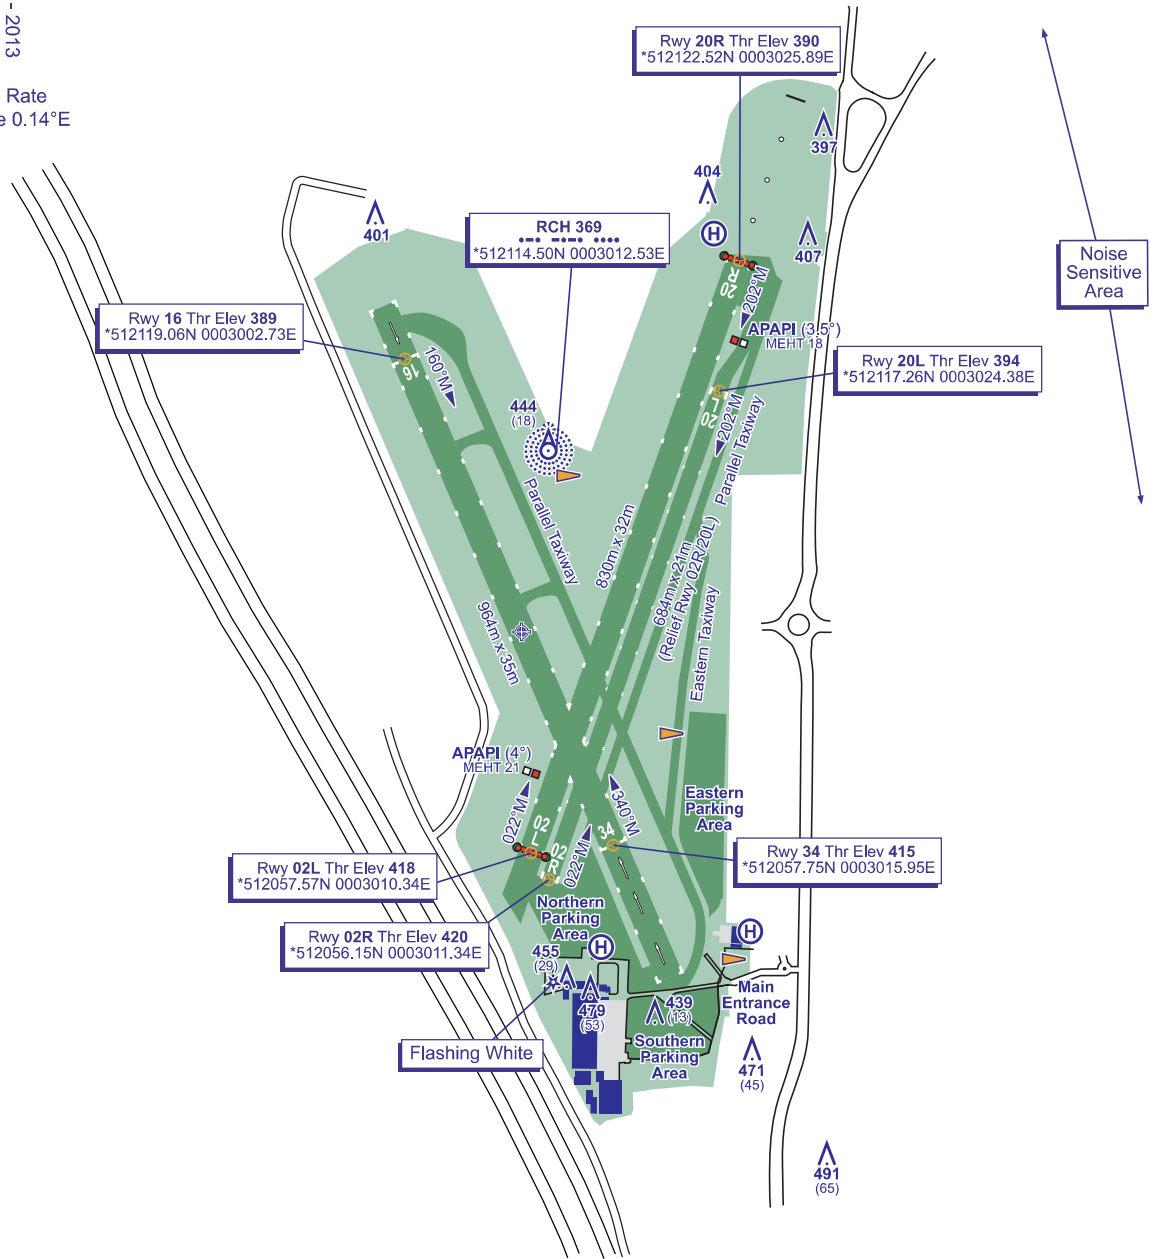 - 2013
Rate
e 0.14°E
Rwy 20R Thr Elev 390
*512122.52N 0003025.89E
397
404
H
407
401
RCH 369
*512114.50N 0003012.53E
Noise
Sensitive
Area
Rwy 16 Thr Elev 389
*512119.06N 0003002.73E
20
R
202°M
APAPI (3.5°)
MEHT 18
Rwy 20L Thr Elev 394
*512117.26N 0003024.38E
16
160°M
20
L
202°M
444
(18)
Parallel Taxiway
Parallel Taxiway
830m x 32m
684m x 21m
(Relief Rwy 02R/20L)
Eastern Taxiway
964m x 35m
APAPI (4°)
MEHT 21
022°M
340°M
Eastern
Parking
Area
02
L
02
R
022°M
34
Rwy 34 Thr Elev 415
*512057.75N 0003015.95E
Rwy 02L Thr Elev 418
*512057.57N 0003010.34E
Northern
Parking
Area
Rwy 02R Thr Elev 420
*512056.15N 0003011.34E
H
H
455
(29)
479
(53)
439
(13)
Main
Entrance
Road
Flashing White
Southern
Parking
Area
471
(45)
491
(65)